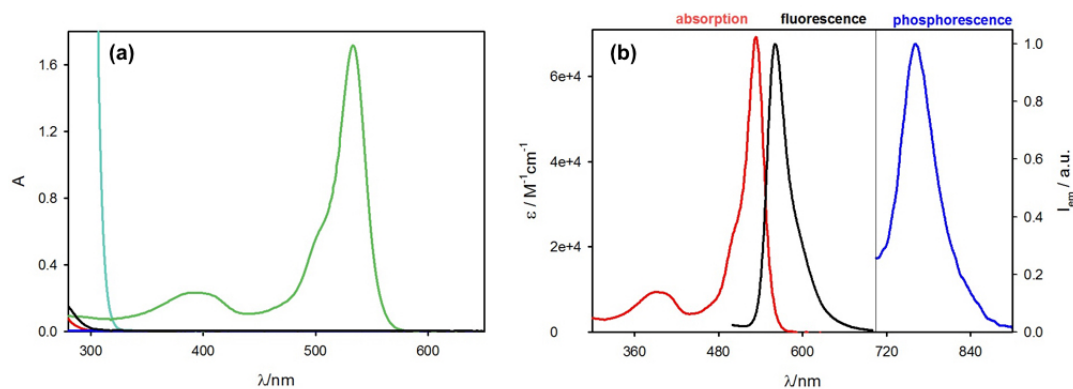 (a)
A
1.6
1.2
0.8
0.4
0.0
300 400 500 600
λ/nm
absorption fluorescence phosphorescence
(b)
ε / M⁻¹cm⁻¹
6e+4
4e+4
2e+4
0
1.0
0.8
0.6
0.4
0.2
0.0
I_em / a.u.
360 480 600 720 840
λ/nm